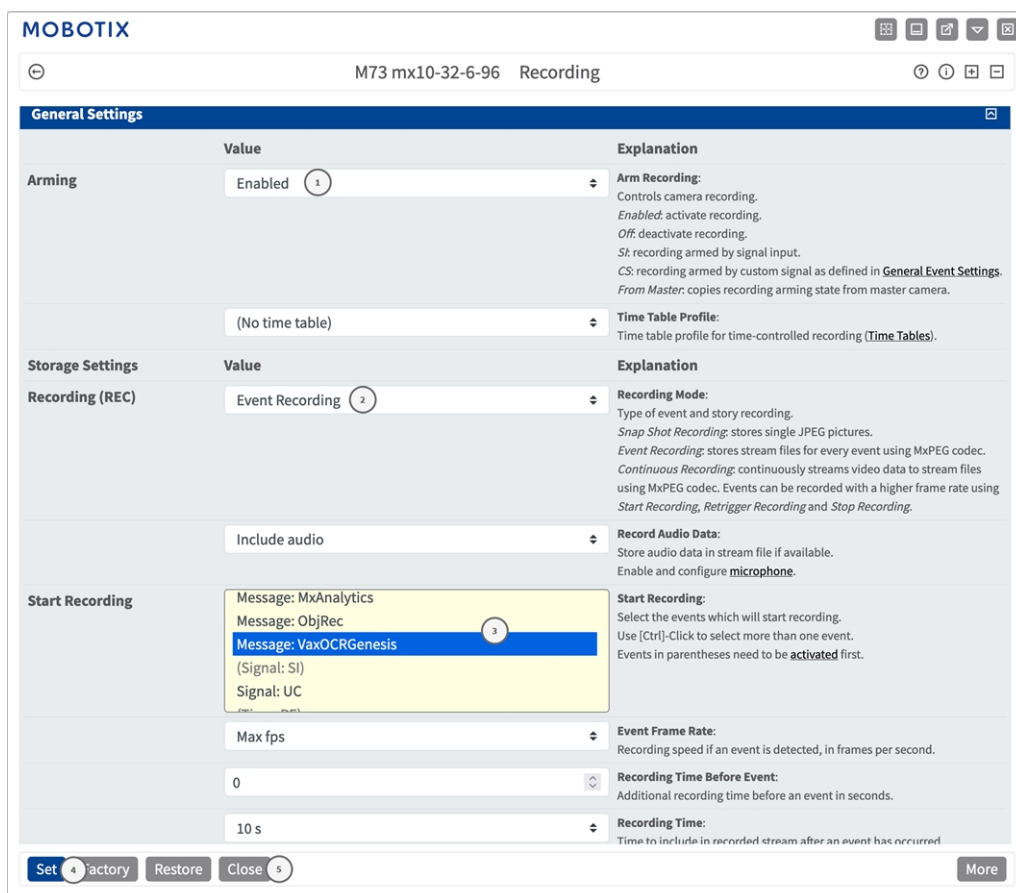 MOBOTIX
M73 mx10-32-6-96 Recording
General Settings
Value Explanation
Arming
Enabled 1
Arm Recording:
Controls camera recording.
Enabled: activate recording.
Off: deactivate recording.
SI: recording armed by signal input.
CS: recording armed by custom signal as defined in General Event Settings.
From Master: copies recording arming state from master camera.
(No time table)
Time Table Profile:
Time table profile for time-controlled recording (Time Tables).
Storage Settings Value Explanation
Recording (REC)
Event Recording 2
Recording Mode:
Type of event and story recording.
Snap Shot Recording: stores single JPEG pictures.
Event Recording: stores stream files for every event using MxPEG codec.
Continuous Recording: continuously streams video data to stream files
using MxPEG codec. Events can be recorded with a higher frame rate using
Start Recording, Retrigger Recording and Stop Recording.
Include audio
Record Audio Data:
Store audio data in stream file if available.
Enable and configure microphone.
Start Recording
Message: MxAnalytics
Message: ObjRec
Message: VaxOCRGenesis
3
(Signal: SI)
Signal: UC
Start Recording:
Select the events which will start recording.
Use [Ctrl]-Click to select more than one event.
Events in parentheses need to be activated first.
Max fps
Event Frame Rate:
Recording speed if an event is detected, in frames per second.
0
Recording Time Before Event:
Additional recording time before an event in seconds.
10 s
Recording Time:
Time to include in recorded stream after an event has occurred
Set 4 actory Restore Close 5 More